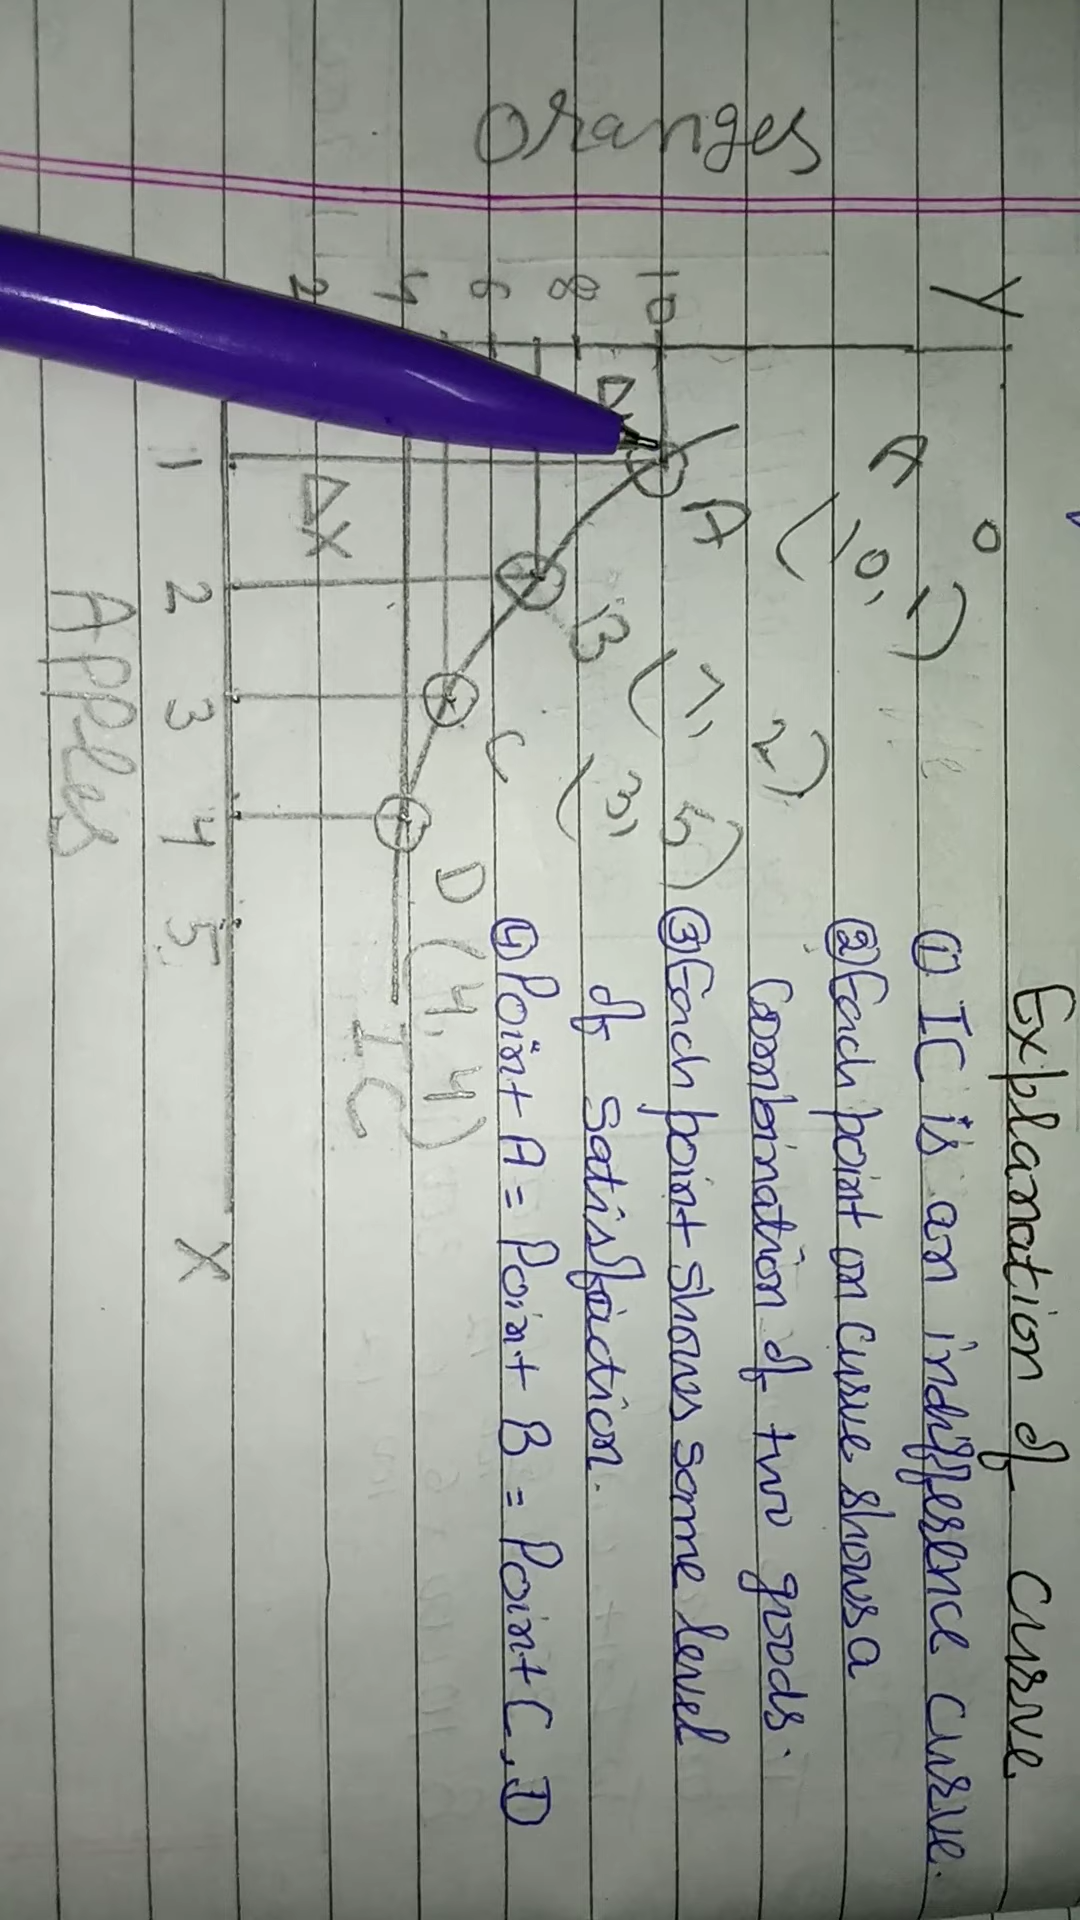 Explanation of curve.
① IC is an indifference curve.
② Each point on curve shows a
combination of two goods.
③ Each point shows same level
of satisfaction.
④ Point A = Point B = Point C, D
Y
Oranges
10
8
6
4
2
A (10, 1)
A
B (7, 2)
C (3, 5)
D (4, 4)
IC
ΔX
1 2 3 4 5
X
Apples